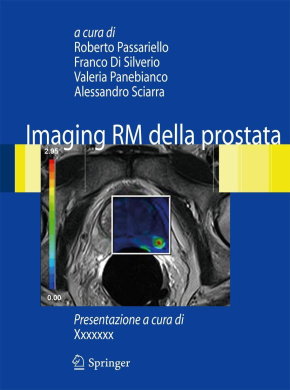 a cura di
Roberto Passariello
Franco Di Silverio
Valeria Panebianco
Alessandro Sciarra
Imaging RM della prostata
2.95
0.00
Presentazione a cura di
Xxxxxxx
Springer